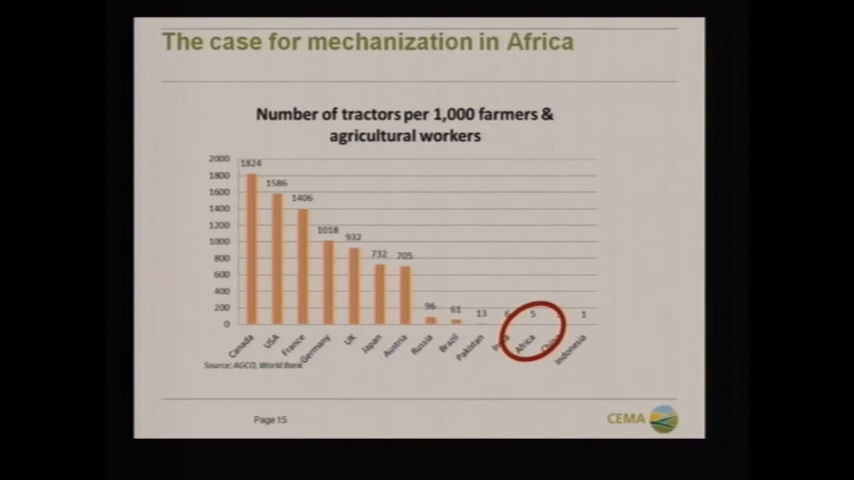 The case for mechanization in Africa
Number of tractors per 1,000 farmers &
agricultural workers
2000
1800
1600
1400
1200
1000
800
600
400
200
0
1824
1586
1406
1018
932
732
705
96
61
13
6
5
1
Canada
USA
France
Germany
UK
Japan
Austria
Russia
Brazil
Pakistan
India
Africa
China
Indonesia
Source: AGCO, World Bank
Page 15
CEMA